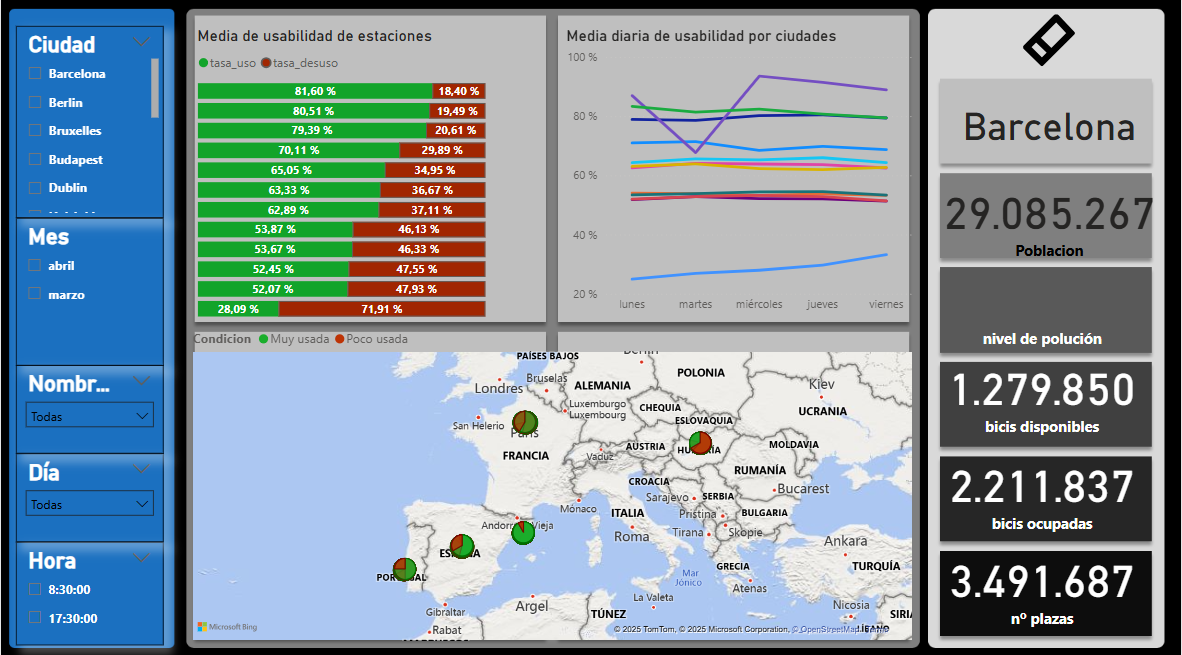 Ciudad
Barcelona
Berlin
Bruxelles
Budapest
Dublin
Mes
abril
marzo
Nombr...
Todas
Día
Todas
Hora
8:30:00
17:30:00
Media de usabilidad de estaciones
tasa_uso tasa_desuso
81,60 % 18,40 %
80,51 % 19,49 %
79,39 % 20,61 %
70,11 % 29,89 %
65,05 % 34,95 %
63,33 % 36,67 %
62,89 % 37,11 %
53,87 % 46,13 %
53,67 % 46,33 %
52,45 % 47,55 %
52,07 % 47,93 %
28,09 % 71,91 %
Media diaria de usabilidad por ciudades
100 %
80 %
60 %
40 %
20 %
lunes martes miércoles jueves viernes
Condicion Muy usada Poco usada
PAÍSES BAJOS
Berlín
Londres
Bruselas
ALEMANIA
POLONIA
Kiev
Luxemburgo
Luxembourg
CHEQUIA
UCRANIA
San Helerio
París
ESLOVAQUIA
FRANCIA
Vaduz
AUSTRIA
HUNGRÍA
MOLDAVIA
RUMANÍA
CROACIA
Bucarest
Sarajevo
SERBIA
Mónaco
ITALIA
Pristina
BULGARIA
Andorra la Vieja
Roma
Tirana
Skopie
ESPAÑA
Ankara
PORTUGAL
GRECIA
TURQUÍA
Mar
Jónico
Atenas
Gibraltar
Argel
La Valeta
Nicosia
TÚNEZ
SIRIA
Rabat
MARRUECOS
LÍBANO
Microsoft Bing
© 2025 TomTom, © 2025 Microsoft Corporation, © OpenStreetMap
Barcelona
29.085.267
Poblacion
nivel de polución
1.279.850
bicis disponibles
2.211.837
bicis ocupadas
3.491.687
nº plazas